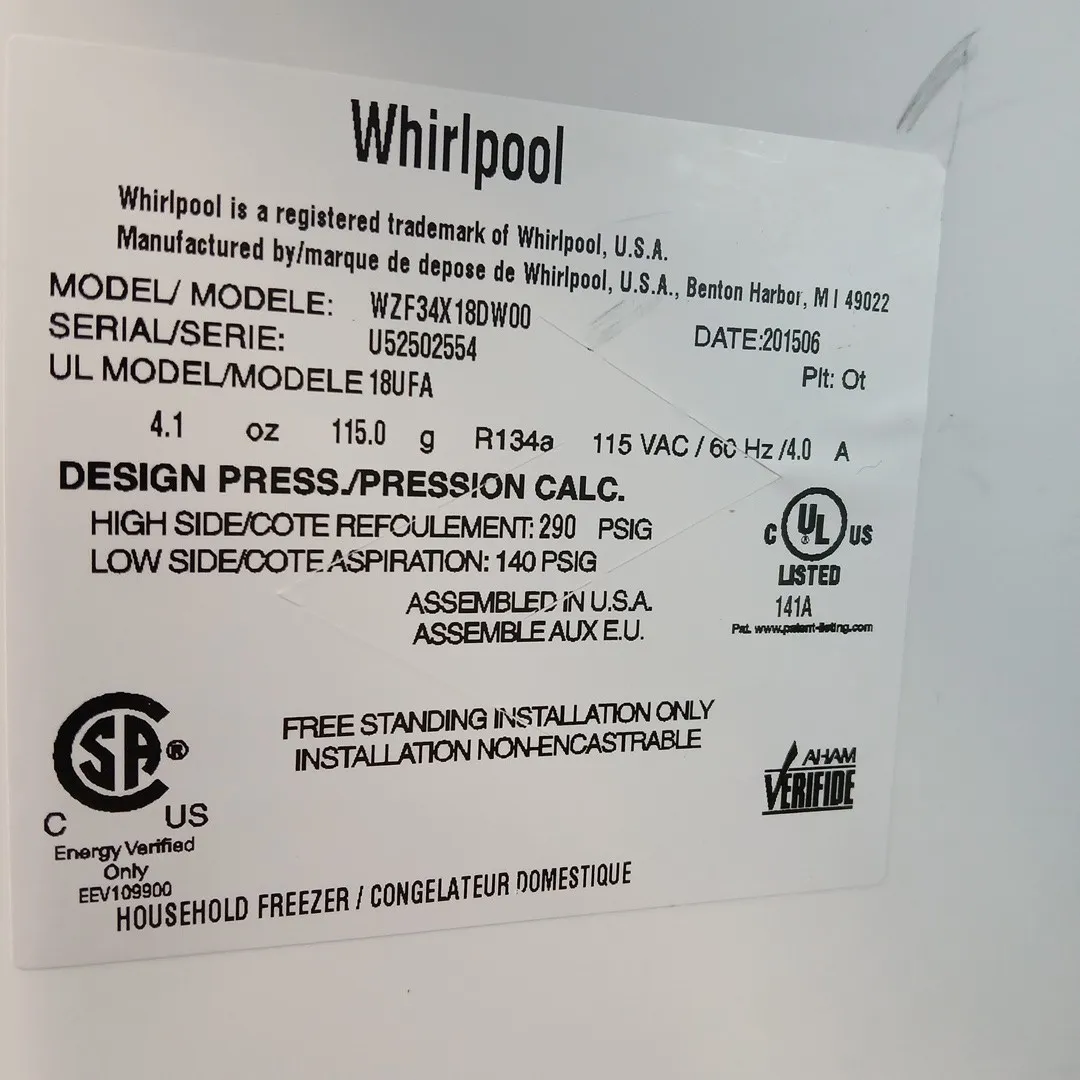 Whirlpool
Whirlpool is a registered trademark of Whirlpool, U.S.A.
Manufactured by/marque de depose de Whirlpool, U.S.A., Benton Harbor, M I 49022
MODEL/ MODELE: WZF34X18DW00
SERIAL/SERIE: U52502554 DATE:201506
UL MODEL/MODELE 18UFA Plt: Ot
4.1 oz 115.0 g R134a 115 VAC / 60 Hz /4.0 A
DESIGN PRESS./PRESSION CALC.
HIGH SIDE/COTE REFOULEMENT: 290 PSIG
LOW SIDE/COTE ASPIRATION: 140 PSIG
C UL ® US
LISTED
141A
Pat. www.patent-listing.com
ASSEMBLED IN U.S.A.
ASSEMBLE AUX E.U.
FREE STANDING INSTALLATION ONLY
INSTALLATION NON-ENCASTRABLE
CSA ®
C US
Energy Verified
Only
EEV109900
AHAM
VERIFIDE
HOUSEHOLD FREEZER / CONGELATEUR DOMESTIQUE